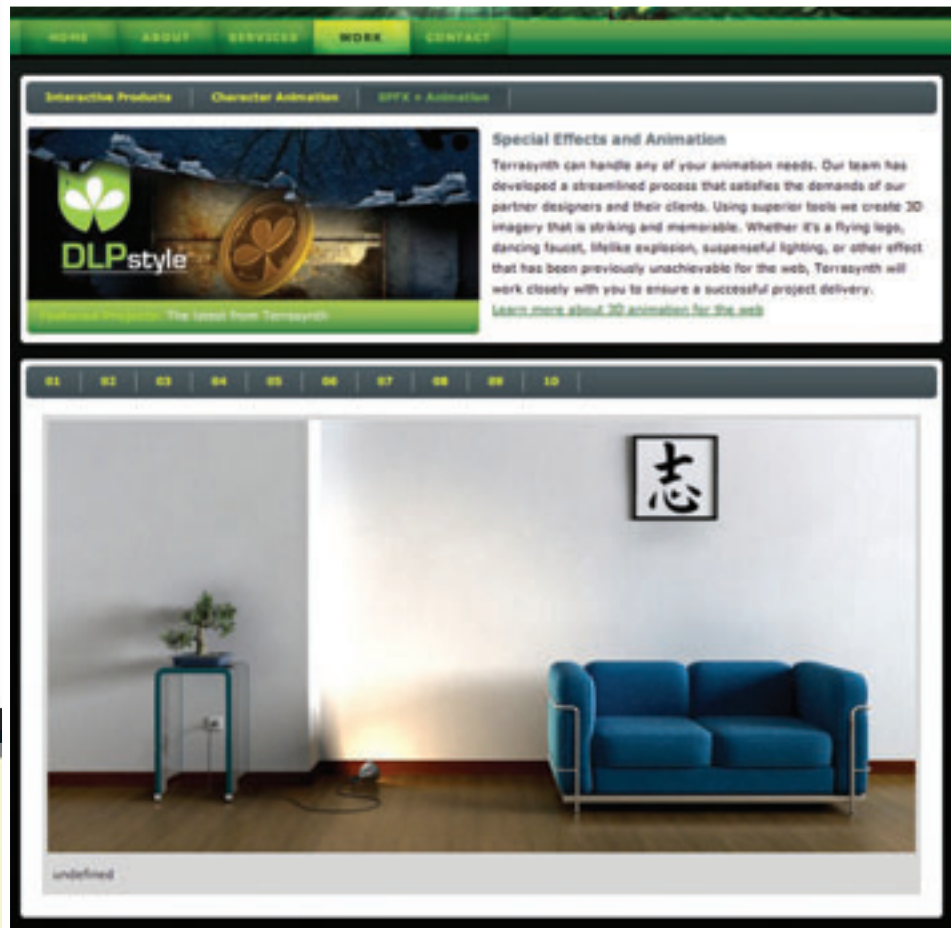 HOME ABOUT SERVICES WORK CONTACT
Interactive Products Character Animation SPFX + Animation
DLPstyle
Featured Projects: The latest from Terrasynth
Special Effects and Animation
Terrasynth can handle any of your animation needs. Our team has
developed a streamlined process that satisfies the demands of our
partner designers and their clients. Using superior tools we create 3D
imagery that is striking and memorable. Whether it's a flying logo,
dancing faucet, lifelike explosion, suspenseful lighting, or other effect
that has been previously unachievable for the web, Terrasynth will
work closely with you to ensure a successful project delivery.
Learn more about 3D animation for the web
01 02 03 04 05 06 07 08 09 10
志
undefined